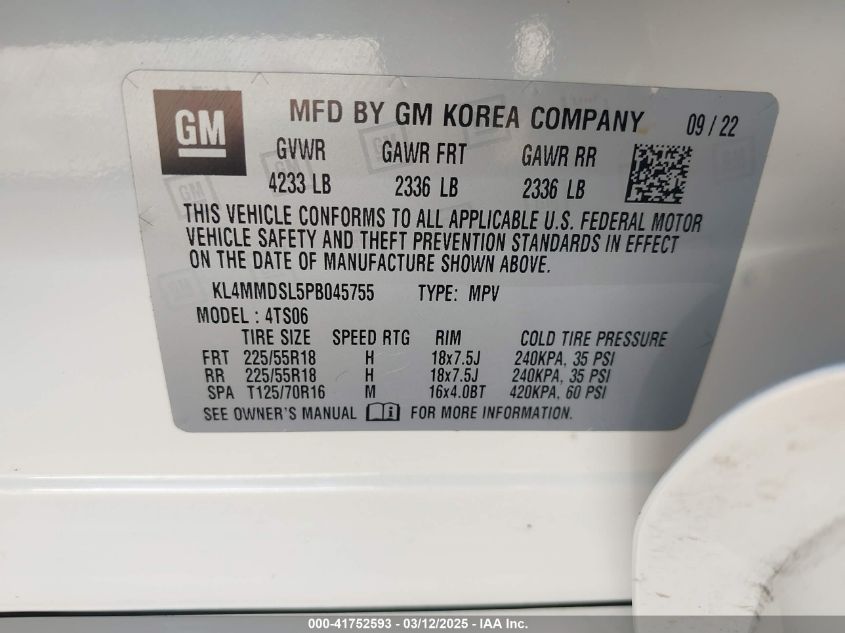 GM
MFD BY GM KOREA COMPANY 09 / 22
GVWR GAWR FRT GAWR RR
4233 LB 2336 LB 2336 LB
THIS VEHICLE CONFORMS TO ALL APPLICABLE U.S. FEDERAL MOTOR
VEHICLE SAFETY AND THEFT PREVENTION STANDARDS IN EFFECT
ON THE DATE OF MANUFACTURE SHOWN ABOVE.
KL4MMDSL5PB045755 TYPE: MPV
MODEL : 4TS06
TIRE SIZE SPEED RTG RIM COLD TIRE PRESSURE
FRT 225/55R18 H 18x7.5J 240KPA, 35 PSI
RR 225/55R18 H 18x7.5J 240KPA, 35 PSI
SPA T125/70R16 M 16x4.0BT 420KPA, 60 PSI
SEE OWNER'S MANUAL FOR MORE INFORMATION.
000-41752593 - 03/12/2025 - IAA Inc.